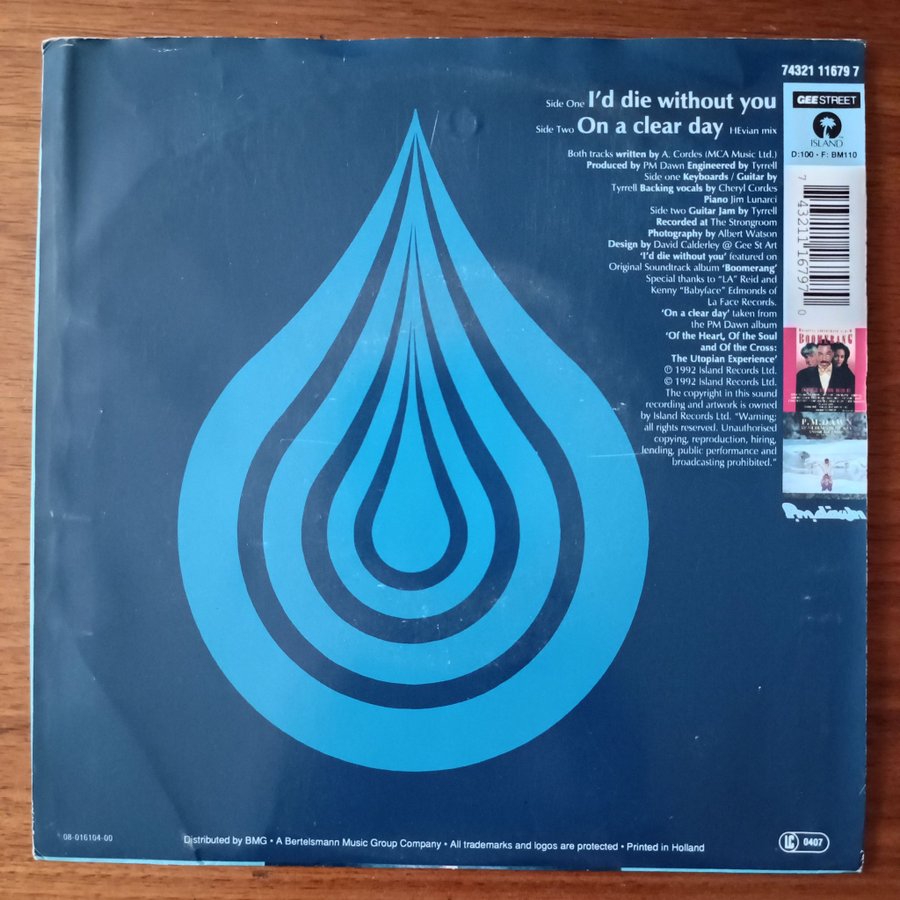 74321 11679 7
Side One I'd die without you
Side Two On a clear day HEvian mix
GEE STREET
ISLAND
D:100 • F: BM110
Both tracks written by A. Cordes (MCA Music Ltd.)
Produced by PM Dawn Engineered by Tyrrell
Side one Keyboards / Guitar by
Tyrrell Backing vocals by Cheryl Cordes
Piano Jim Lunarci
Side two Guitar Jam by Tyrrell
Recorded at The Strongroom
Photography by Albert Watson
Design by David Calderley @ Gee St Art
'I'd die without you' featured on
Original Soundtrack album 'Boomerang'
Special thanks to "LA" Reid and
Kenny "Babyface" Edmonds of
La Face Records.
'On a clear day' taken from
the PM Dawn album
'Of the Heart, Of the Soul
and Of the Cross:
The Utopian Experience'
℗ 1992 Island Records Ltd.
© 1992 Island Records Ltd.
The copyright in this sound
recording and artwork is owned
by Island Records Ltd. "Warning:
all rights reserved. Unauthorised
copying, reproduction, hiring,
lending, public performance and
broadcasting prohibited."
7 43211 16797 0
BOOMERANG
P.M. DAWN
08-016104-00
Distributed by BMG • A Bertelsmann Music Group Company • All trademarks and logos are protected • Printed in Holland
LC 0407